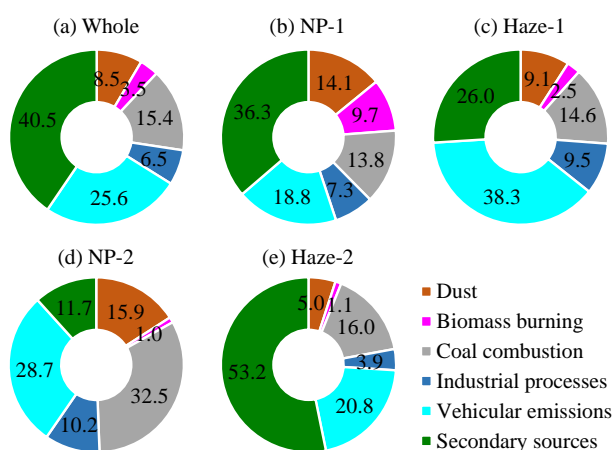 (a) Whole
8.5
3.5
15.4
6.5
25.6
40.5
(b) NP-1
14.1
9.7
13.8
7.3
18.8
36.3
(c) Haze-1
9.1
2.5
14.6
9.5
38.3
26.0
(d) NP-2
15.9
1.0
32.5
10.2
28.7
11.7
(e) Haze-2
5.0
1.1
16.0
3.9
20.8
53.2
Dust
Biomass burning
Coal combustion
Industrial processes
Vehicular emissions
Secondary sources